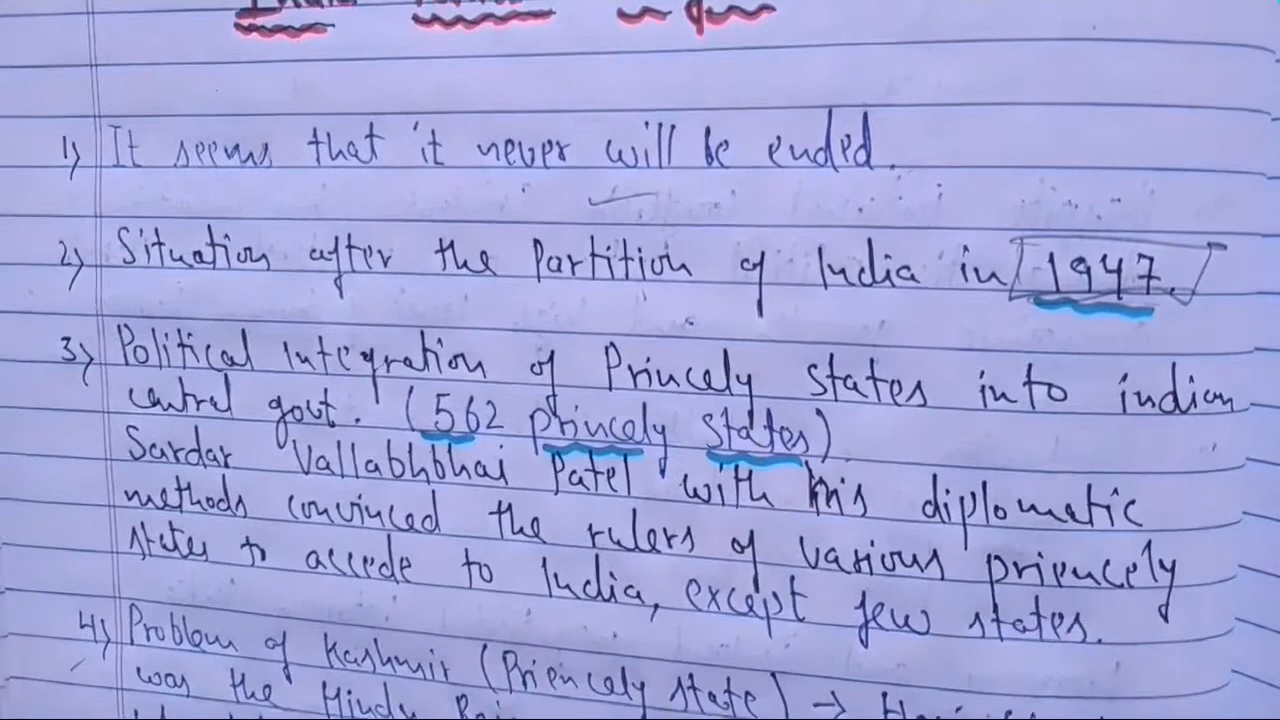 1) It seems that it never will be ended.
2) Situation after the Partition of India in 1947.
3) Political Integration of Princely states into indian
central govt. (562 princely states)
Sardar Vallabhbhai Patel with his diplomatic
methods convinced the rulers of various priencely
states to accede to India, except few states.
4) Problem of Kashmir (Priencely state) →
was the Hindu